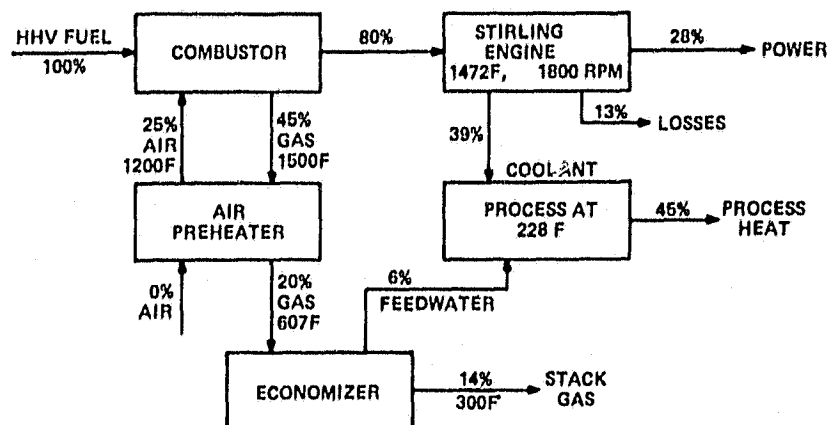 HHV FUEL
100%
COMBUSTOR
80%
STIRLING
ENGINE
1472F, 1800 RPM
28%
POWER
13%
LOSSES
25%
AIR
1200F
45%
GAS
1500F
39%
COOLANT
AIR
PREHEATER
PROCESS AT
228 F
45%
PROCESS
HEAT
0%
AIR
20%
GAS
607F
6%
FEEDWATER
ECONOMIZER
14%
300F
STACK
GAS